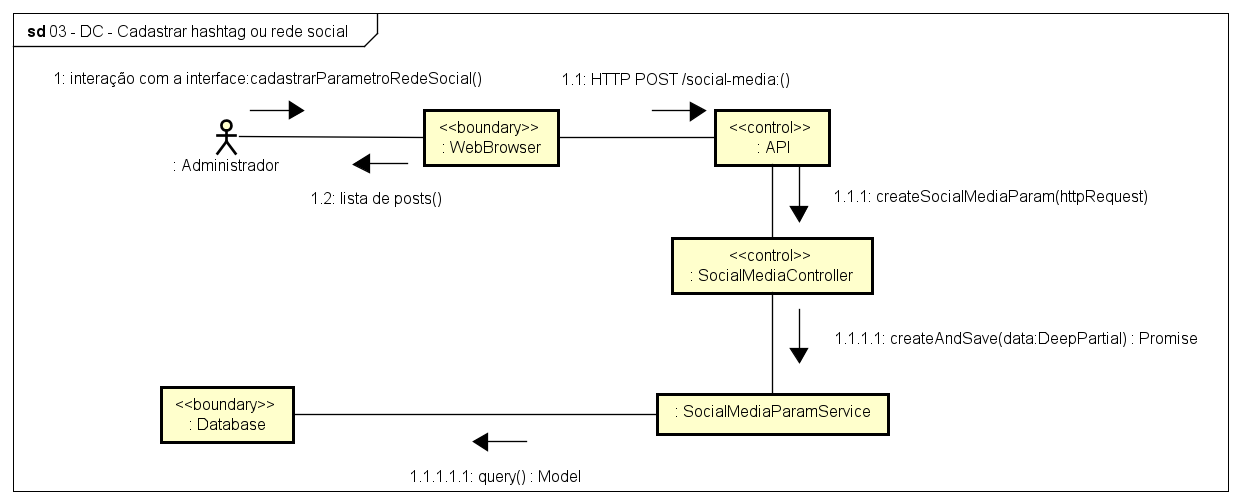 sd 03 - DC - Cadastrar hashtag ou rede social
1: interação com a interface:cadastrarParametroRedeSocial()
1.1: HTTP POST /social-media:()
<<boundary>>
: WebBrowser
<<control>>
: API
: Administrador
1.2: lista de posts()
1.1.1: createSocialMediaParam(httpRequest)
<<control>>
: SocialMediaController
1.1.1.1: createAndSave(data:DeepPartial) : Promise
<<boundary>>
: Database
: SocialMediaParamService
1.1.1.1.1: query() : Model